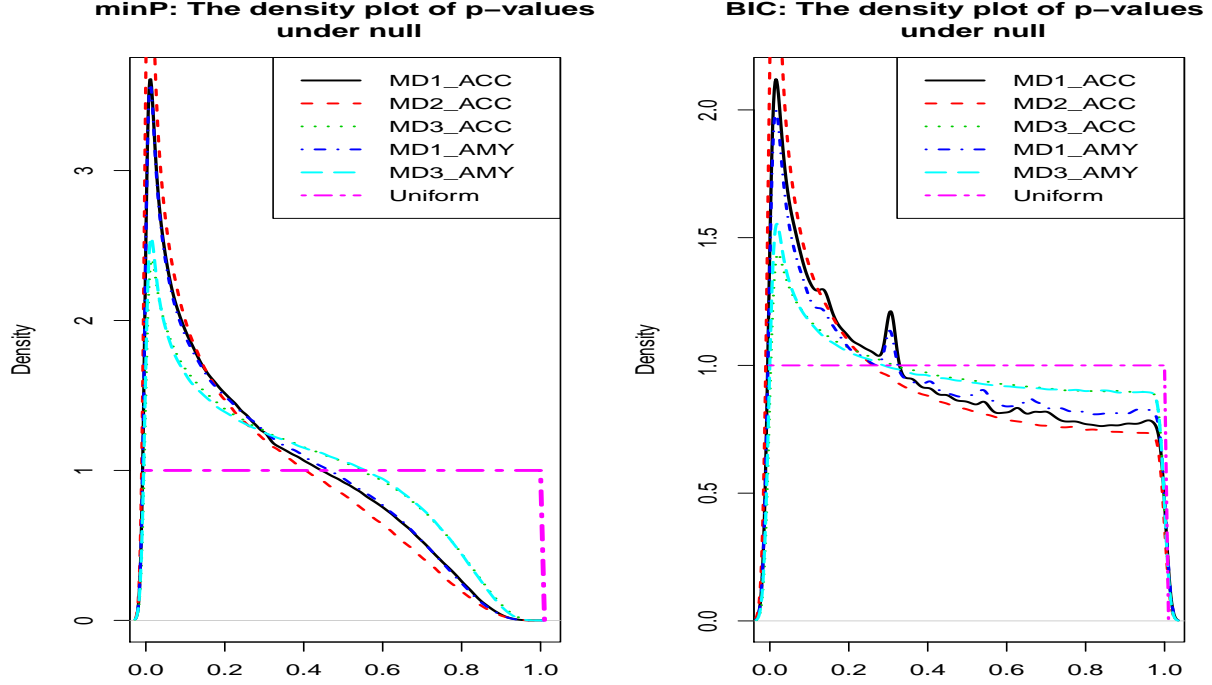 minP: The density plot of p−values
under null
Density
0
1
2
3
0.0 0.2 0.4 0.6 0.8 1.0
MD1_ACC
MD2_ACC
MD3_ACC
MD1_AMY
MD3_AMY
Uniform
BIC: The density plot of p−values
under null
Density
0.0
0.5
1.0
1.5
2.0
0.0 0.2 0.4 0.6 0.8 1.0
MD1_ACC
MD2_ACC
MD3_ACC
MD1_AMY
MD3_AMY
Uniform